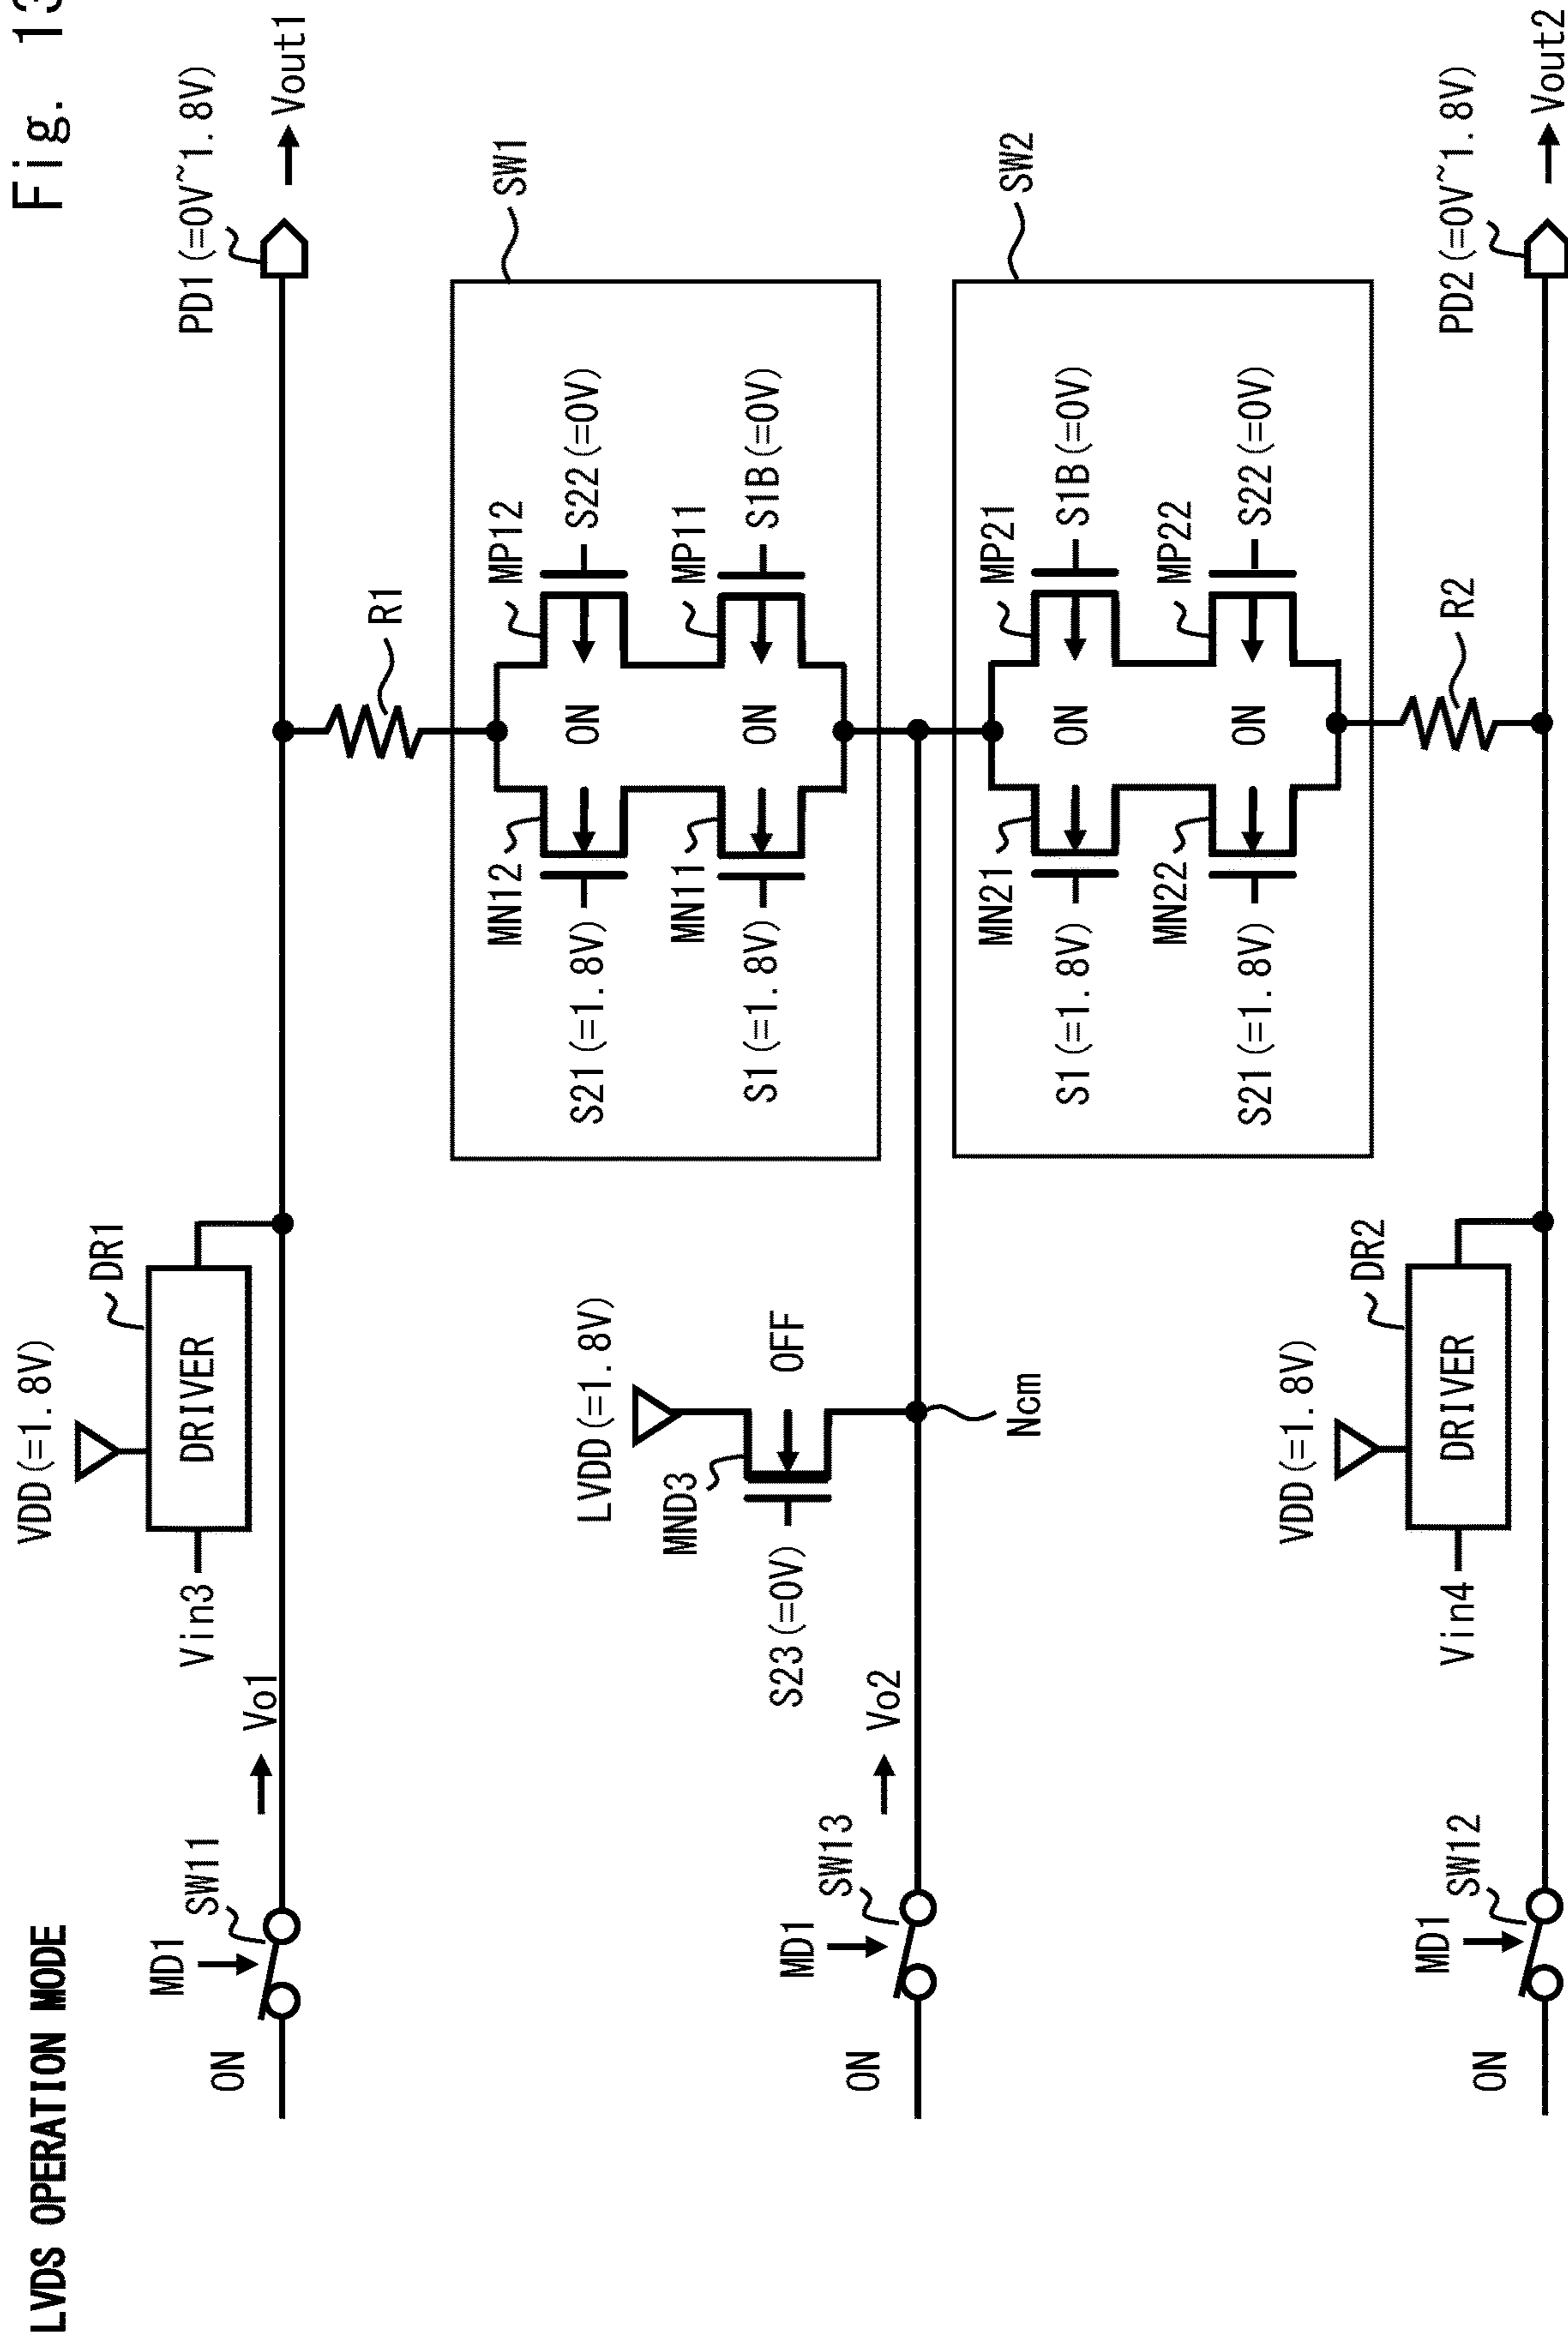 Fig. 13
LVDS OPERATION MODE
VDD(=1.8V)
DR1
DRIVER
Vin3
PD1(=0V~1.8V)
Vout1
MD1
SW11
Vo1
ON
R1
SW1
MN12
MP12
S21(=1.8V)
ON
S22(=0V)
LVDD(=1.8V)
MND3
MN11
MP11
S1(=1.8V)
ON
S1B(=0V)
S23(=0V)
OFF
MD1
SW13
Vo2
ON
Ncm
SW2
MN21
MP21
S1(=1.8V)
ON
S1B(=0V)
MN22
MP22
S21(=1.8V)
ON
S22(=0V)
VDD(=1.8V)
DR2
R2
DRIVER
Vin4
PD2(=0V~1.8V)
Vout2
MD1
SW12
ON